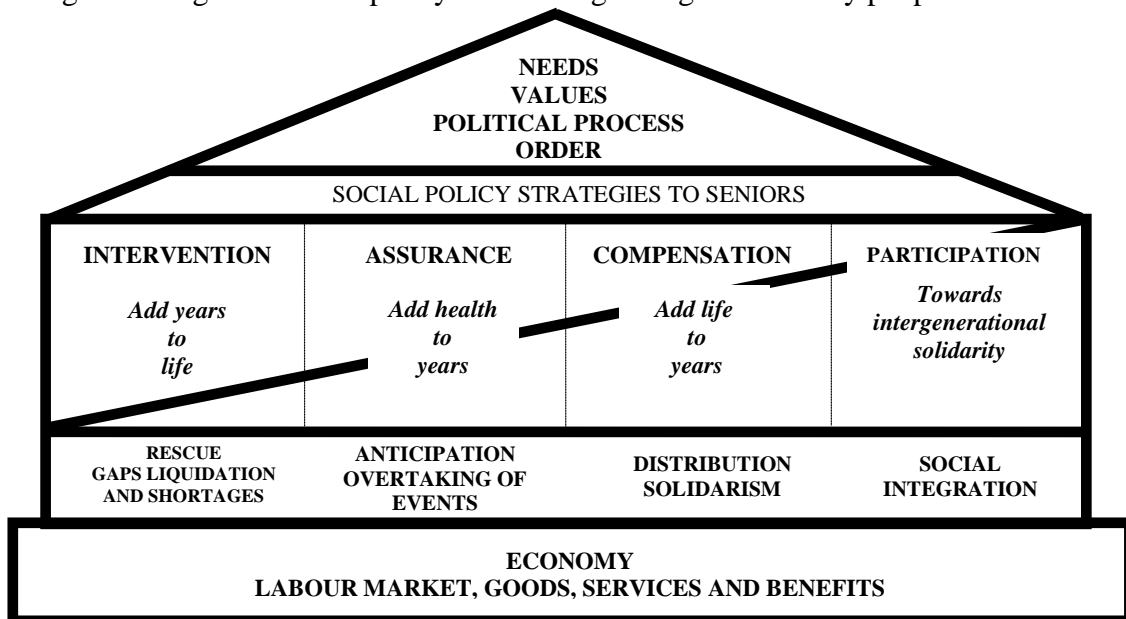 NEEDS
VALUES
POLITICAL PROCESS
ORDER
SOCIAL POLICY STRATEGIES TO SENIORS
INTERVENTION
Add years
to
life
ASSURANCE
Add health
to
years
COMPENSATION
Add life
to
years
PARTICIPATION
Towards
intergenerational
solidarity
RESCUE
GAPS LIQUIDATION
AND SHORTAGES
ANTICIPATION
OVERTAKING OF
EVENTS
DISTRIBUTION
SOLIDARISM
SOCIAL
INTEGRATION
ECONOMY
LABOUR MARKET, GOODS, SERVICES AND BENEFITS